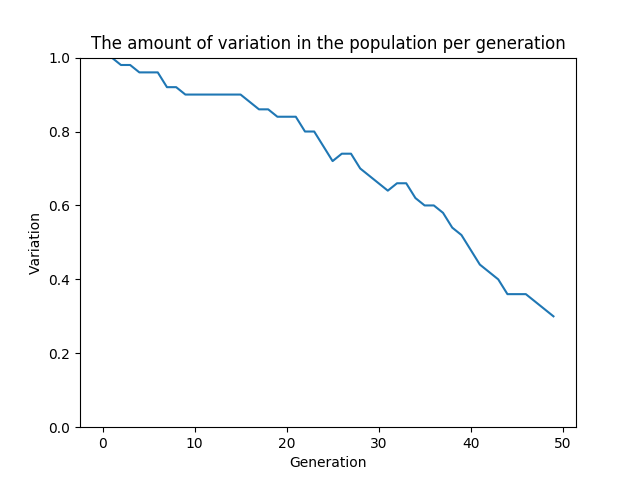 The amount of variation in the population per generation
1.0
0.8
0.6
0.4
0.2
0.0
Variation
0 10 20 30 40 50
Generation